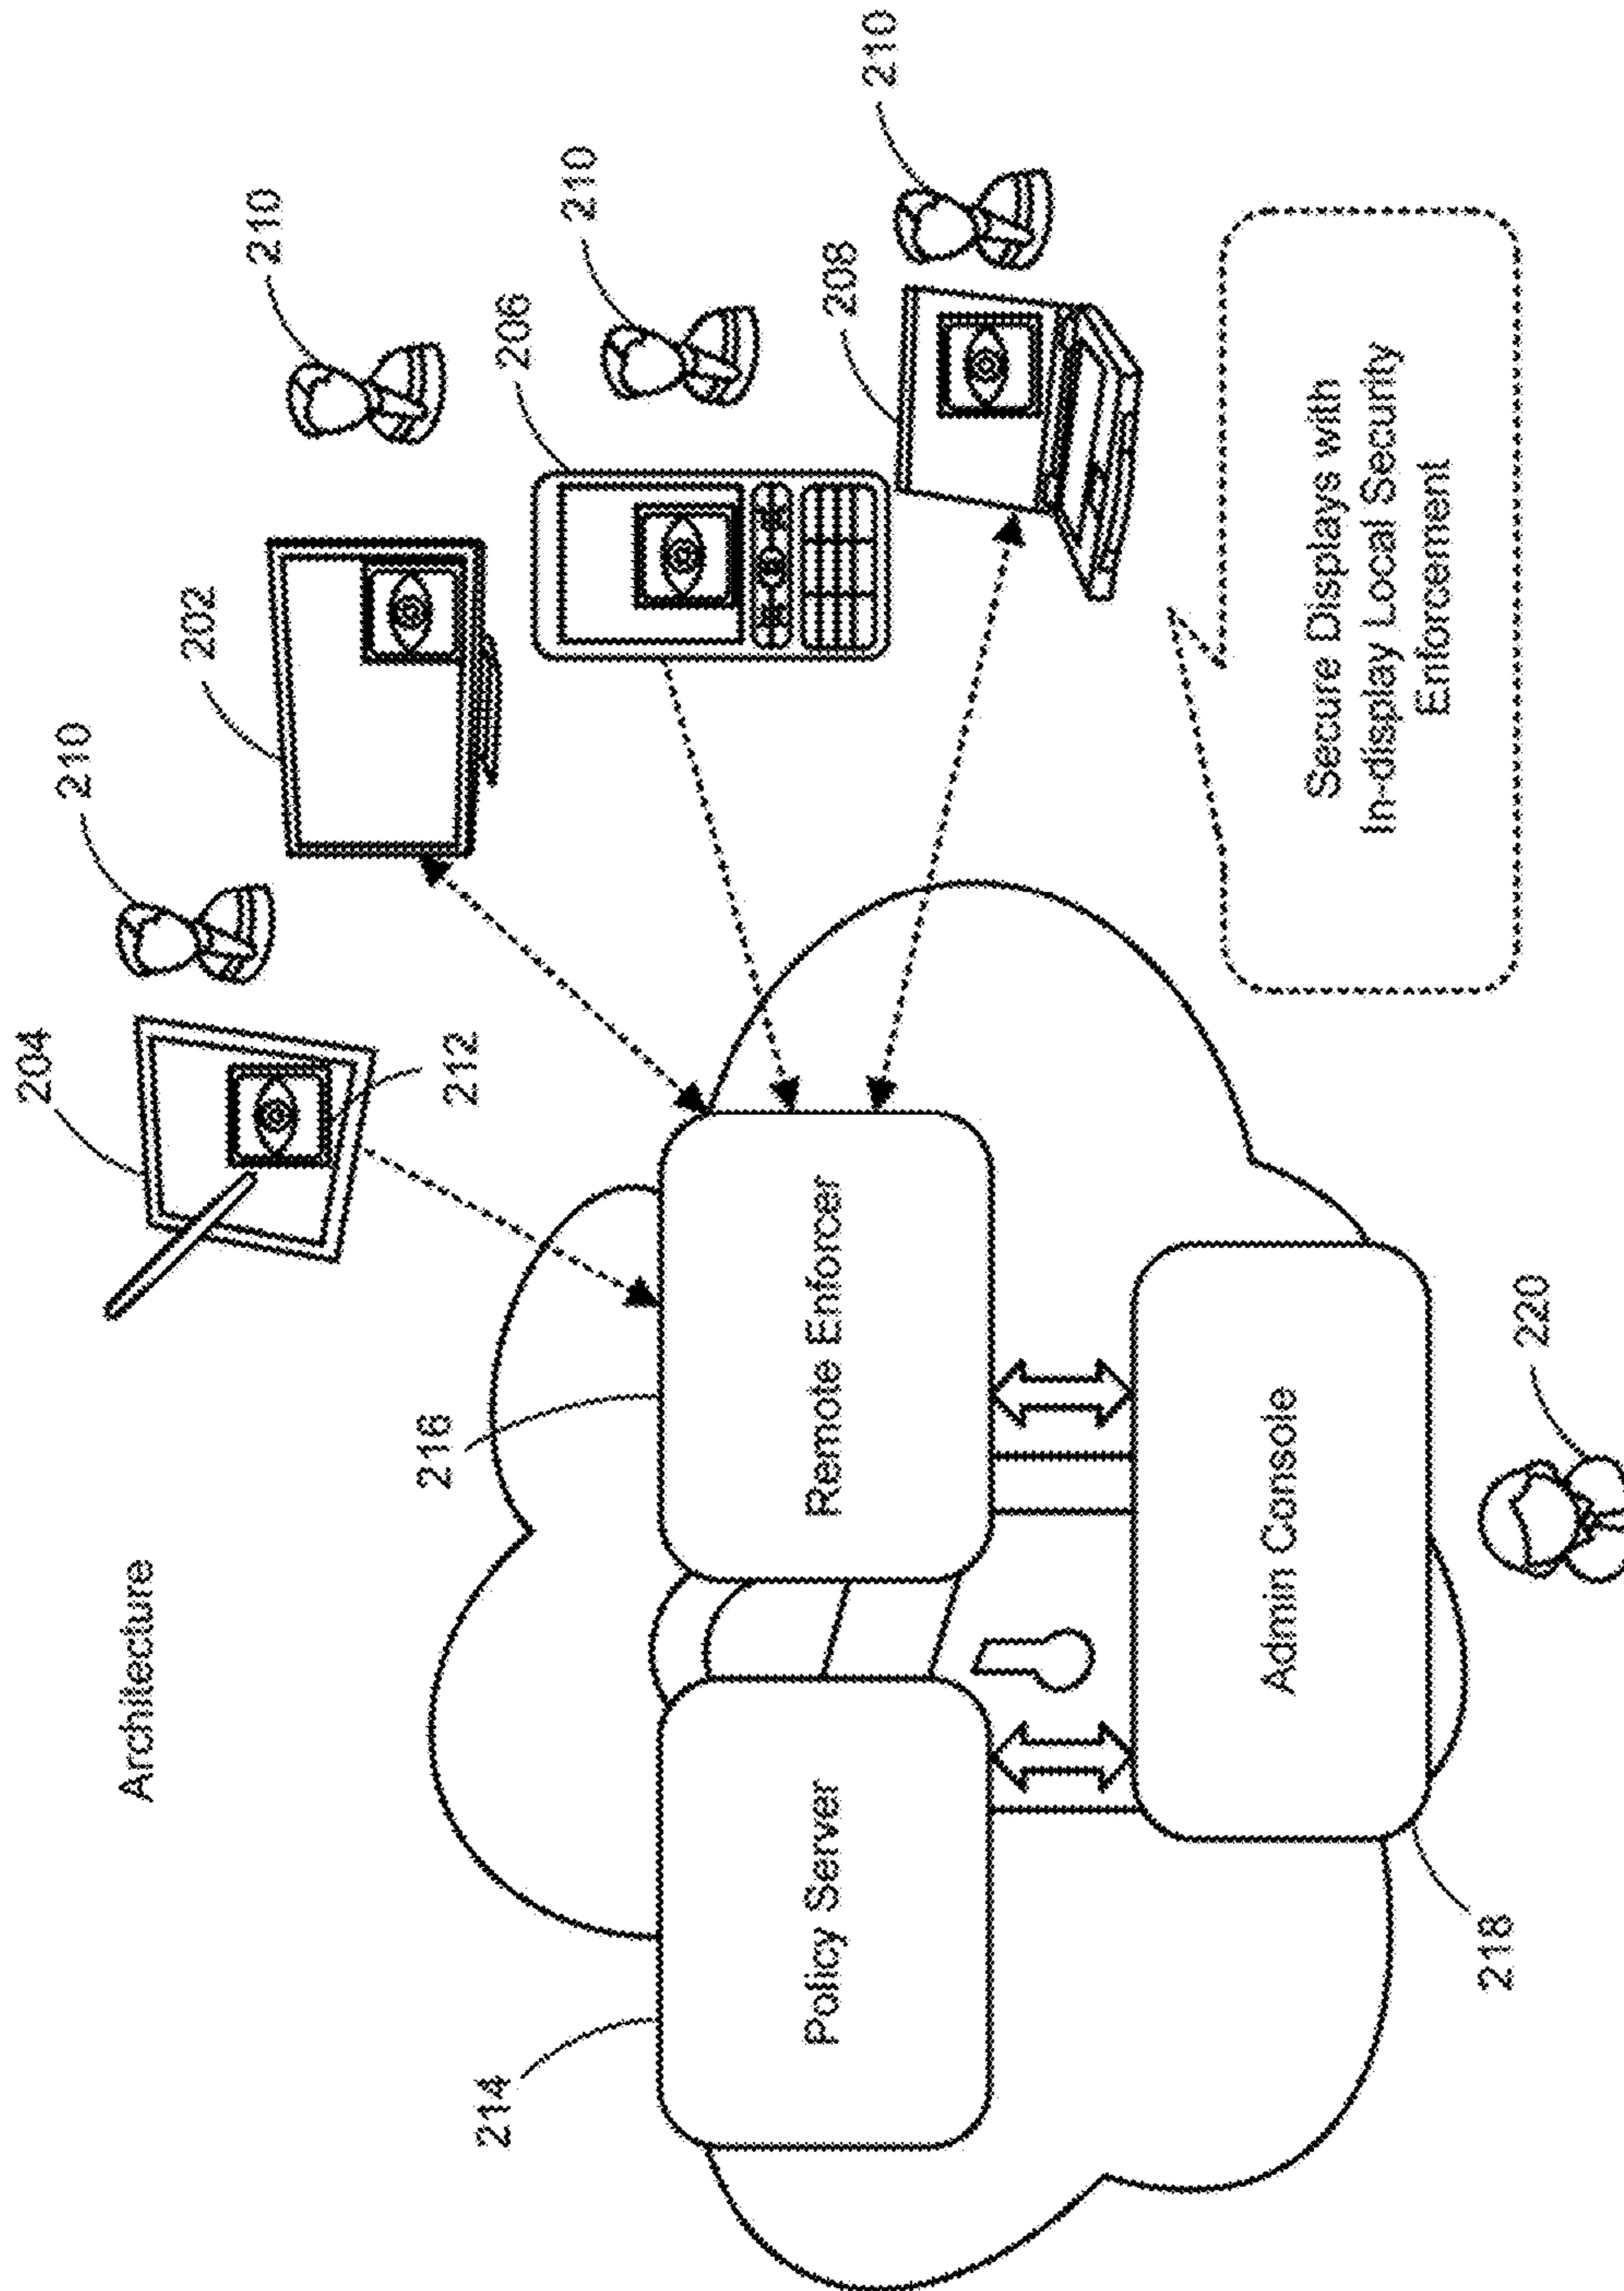 Architecture
204
210
202
210
212
206
210
208
210
214
216
Policy Server
Remote Enforcer
Admin Console
218
220
Secure Displays with
In-display Local Security
Enforcement